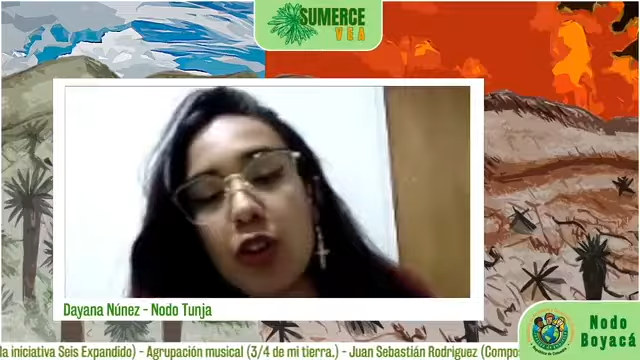 SUMERCE
VEA
Dayana Núnez - Nodo Tunja
Nodo
Boyacá
la iniciativa Seis Expandido) - Agrupación musical (3/4 de mi tierra.) - Juan Sebastián Rodriguez (Comp